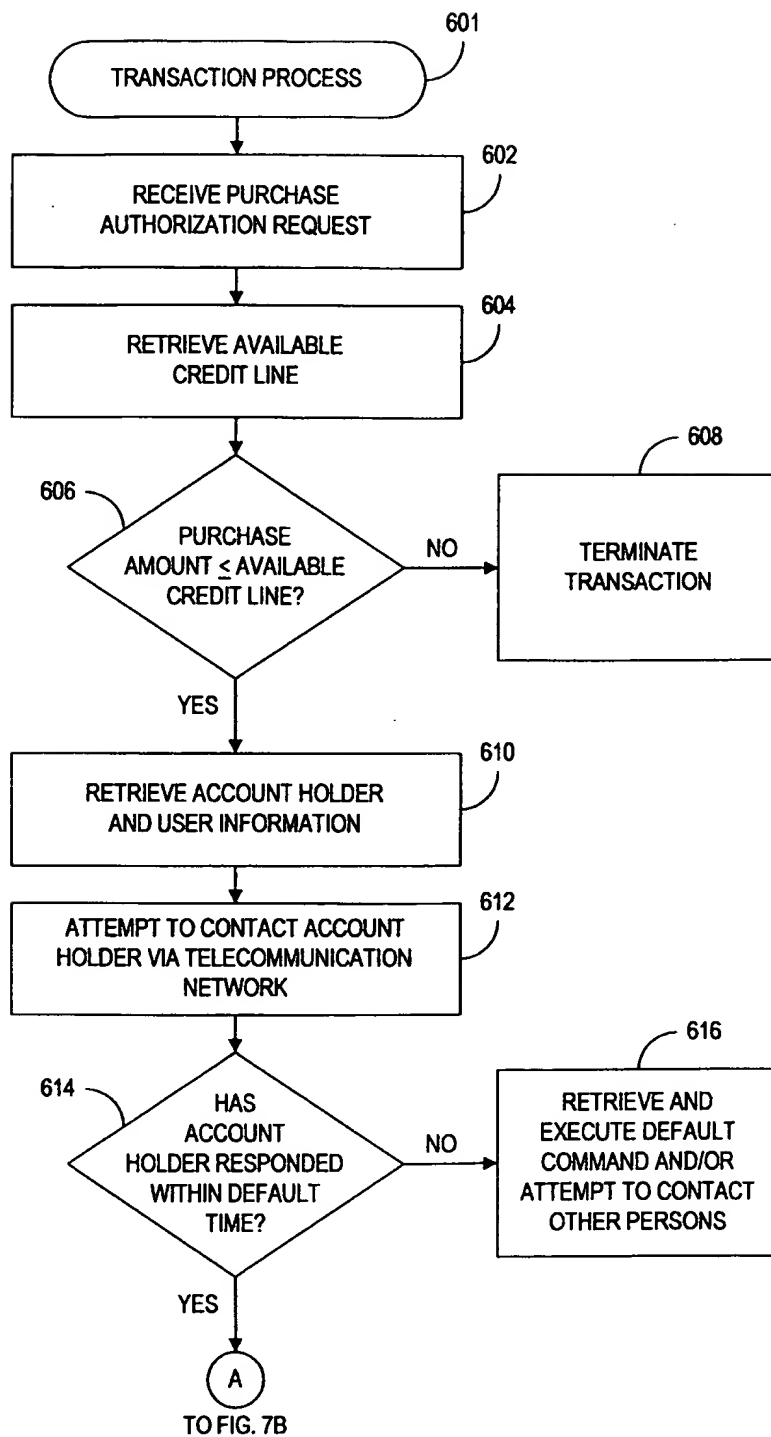 601
TRANSACTION PROCESS
602
RECEIVE PURCHASE
AUTHORIZATION REQUEST
604
RETRIEVE AVAILABLE
CREDIT LINE
606
PURCHASE
AMOUNT ≤ AVAILABLE
CREDIT LINE?
NO
608
TERMINATE
TRANSACTION
YES
610
RETRIEVE ACCOUNT HOLDER
AND USER INFORMATION
612
ATTEMPT TO CONTACT ACCOUNT
HOLDER VIA TELECOMMUNICATION
NETWORK
614
HAS
ACCOUNT
HOLDER RESPONDED
WITHIN DEFAULT
TIME?
NO
616
RETRIEVE AND
EXECUTE DEFAULT
COMMAND AND/OR
ATTEMPT TO CONTACT
OTHER PERSONS
YES
A
TO FIG. 7B